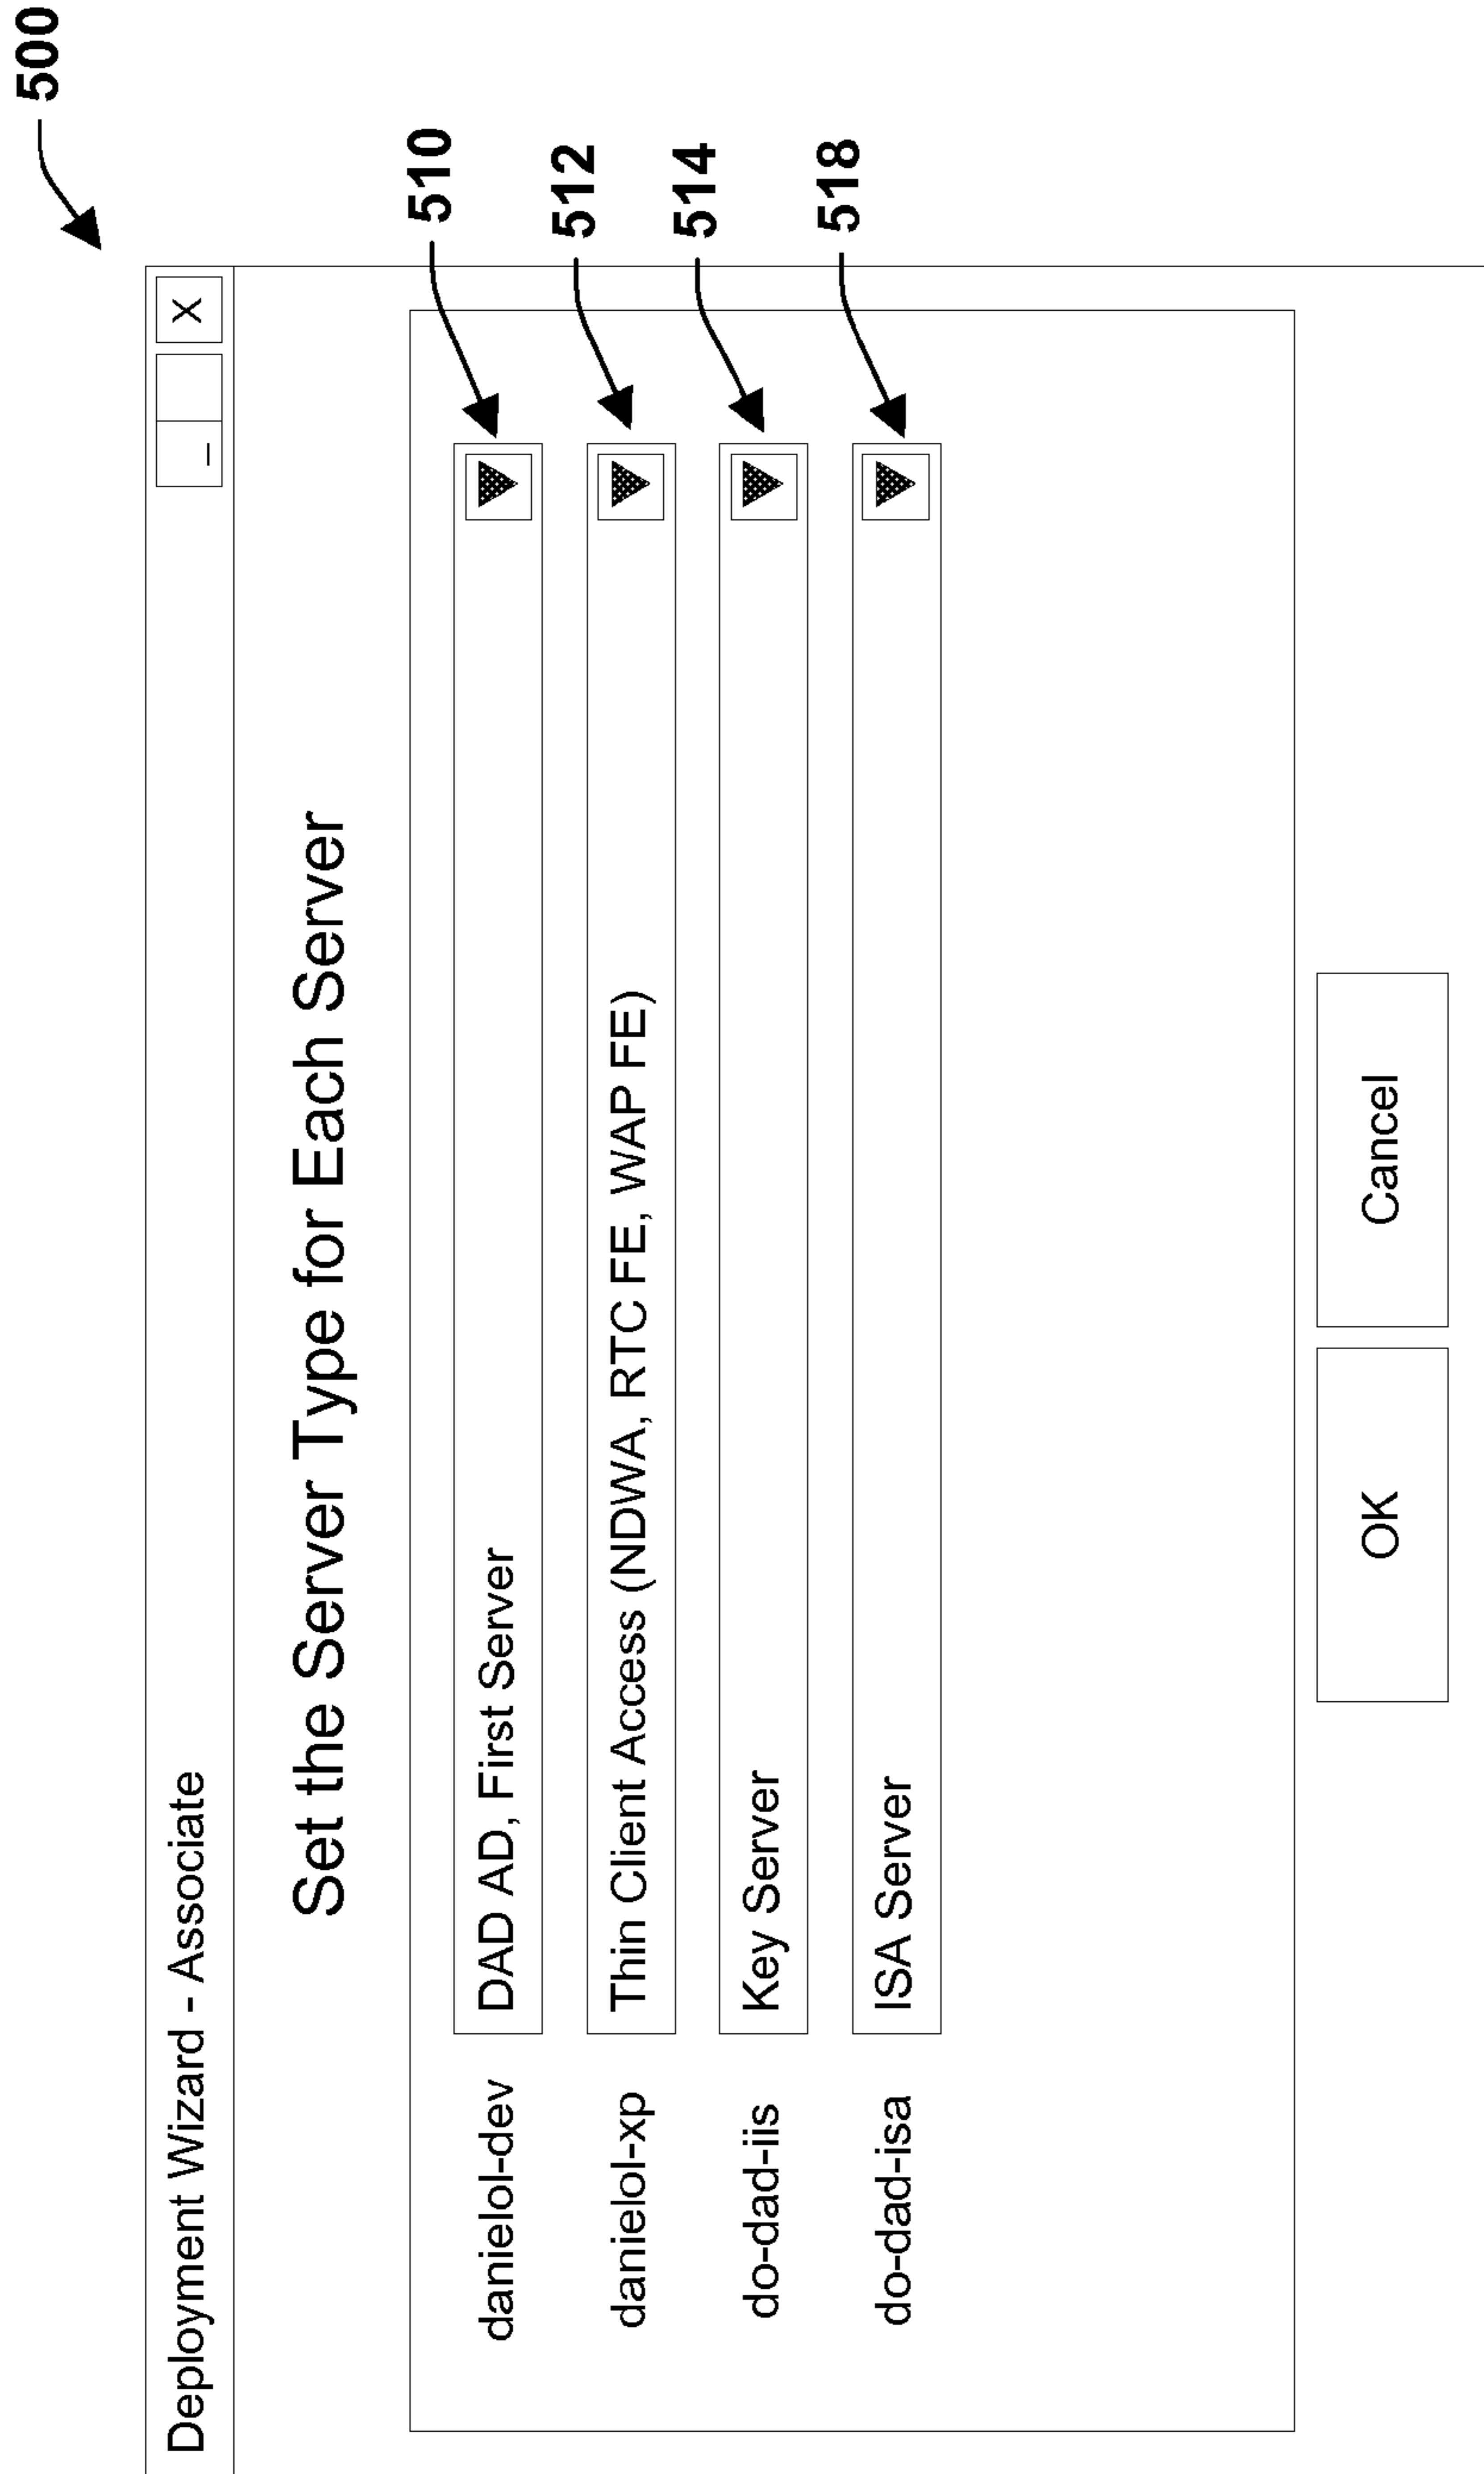 500
Deployment Wizard - Associate
_ X
Set the Server Type for Each Server
danielol-dev DAD AD, First Server 510
danielol-xp Thin Client Access (NDWA, RTC FE, WAP FE) 512
do-dad-iis Key Server 514
do-dad-isa ISA Server 518
OK Cancel